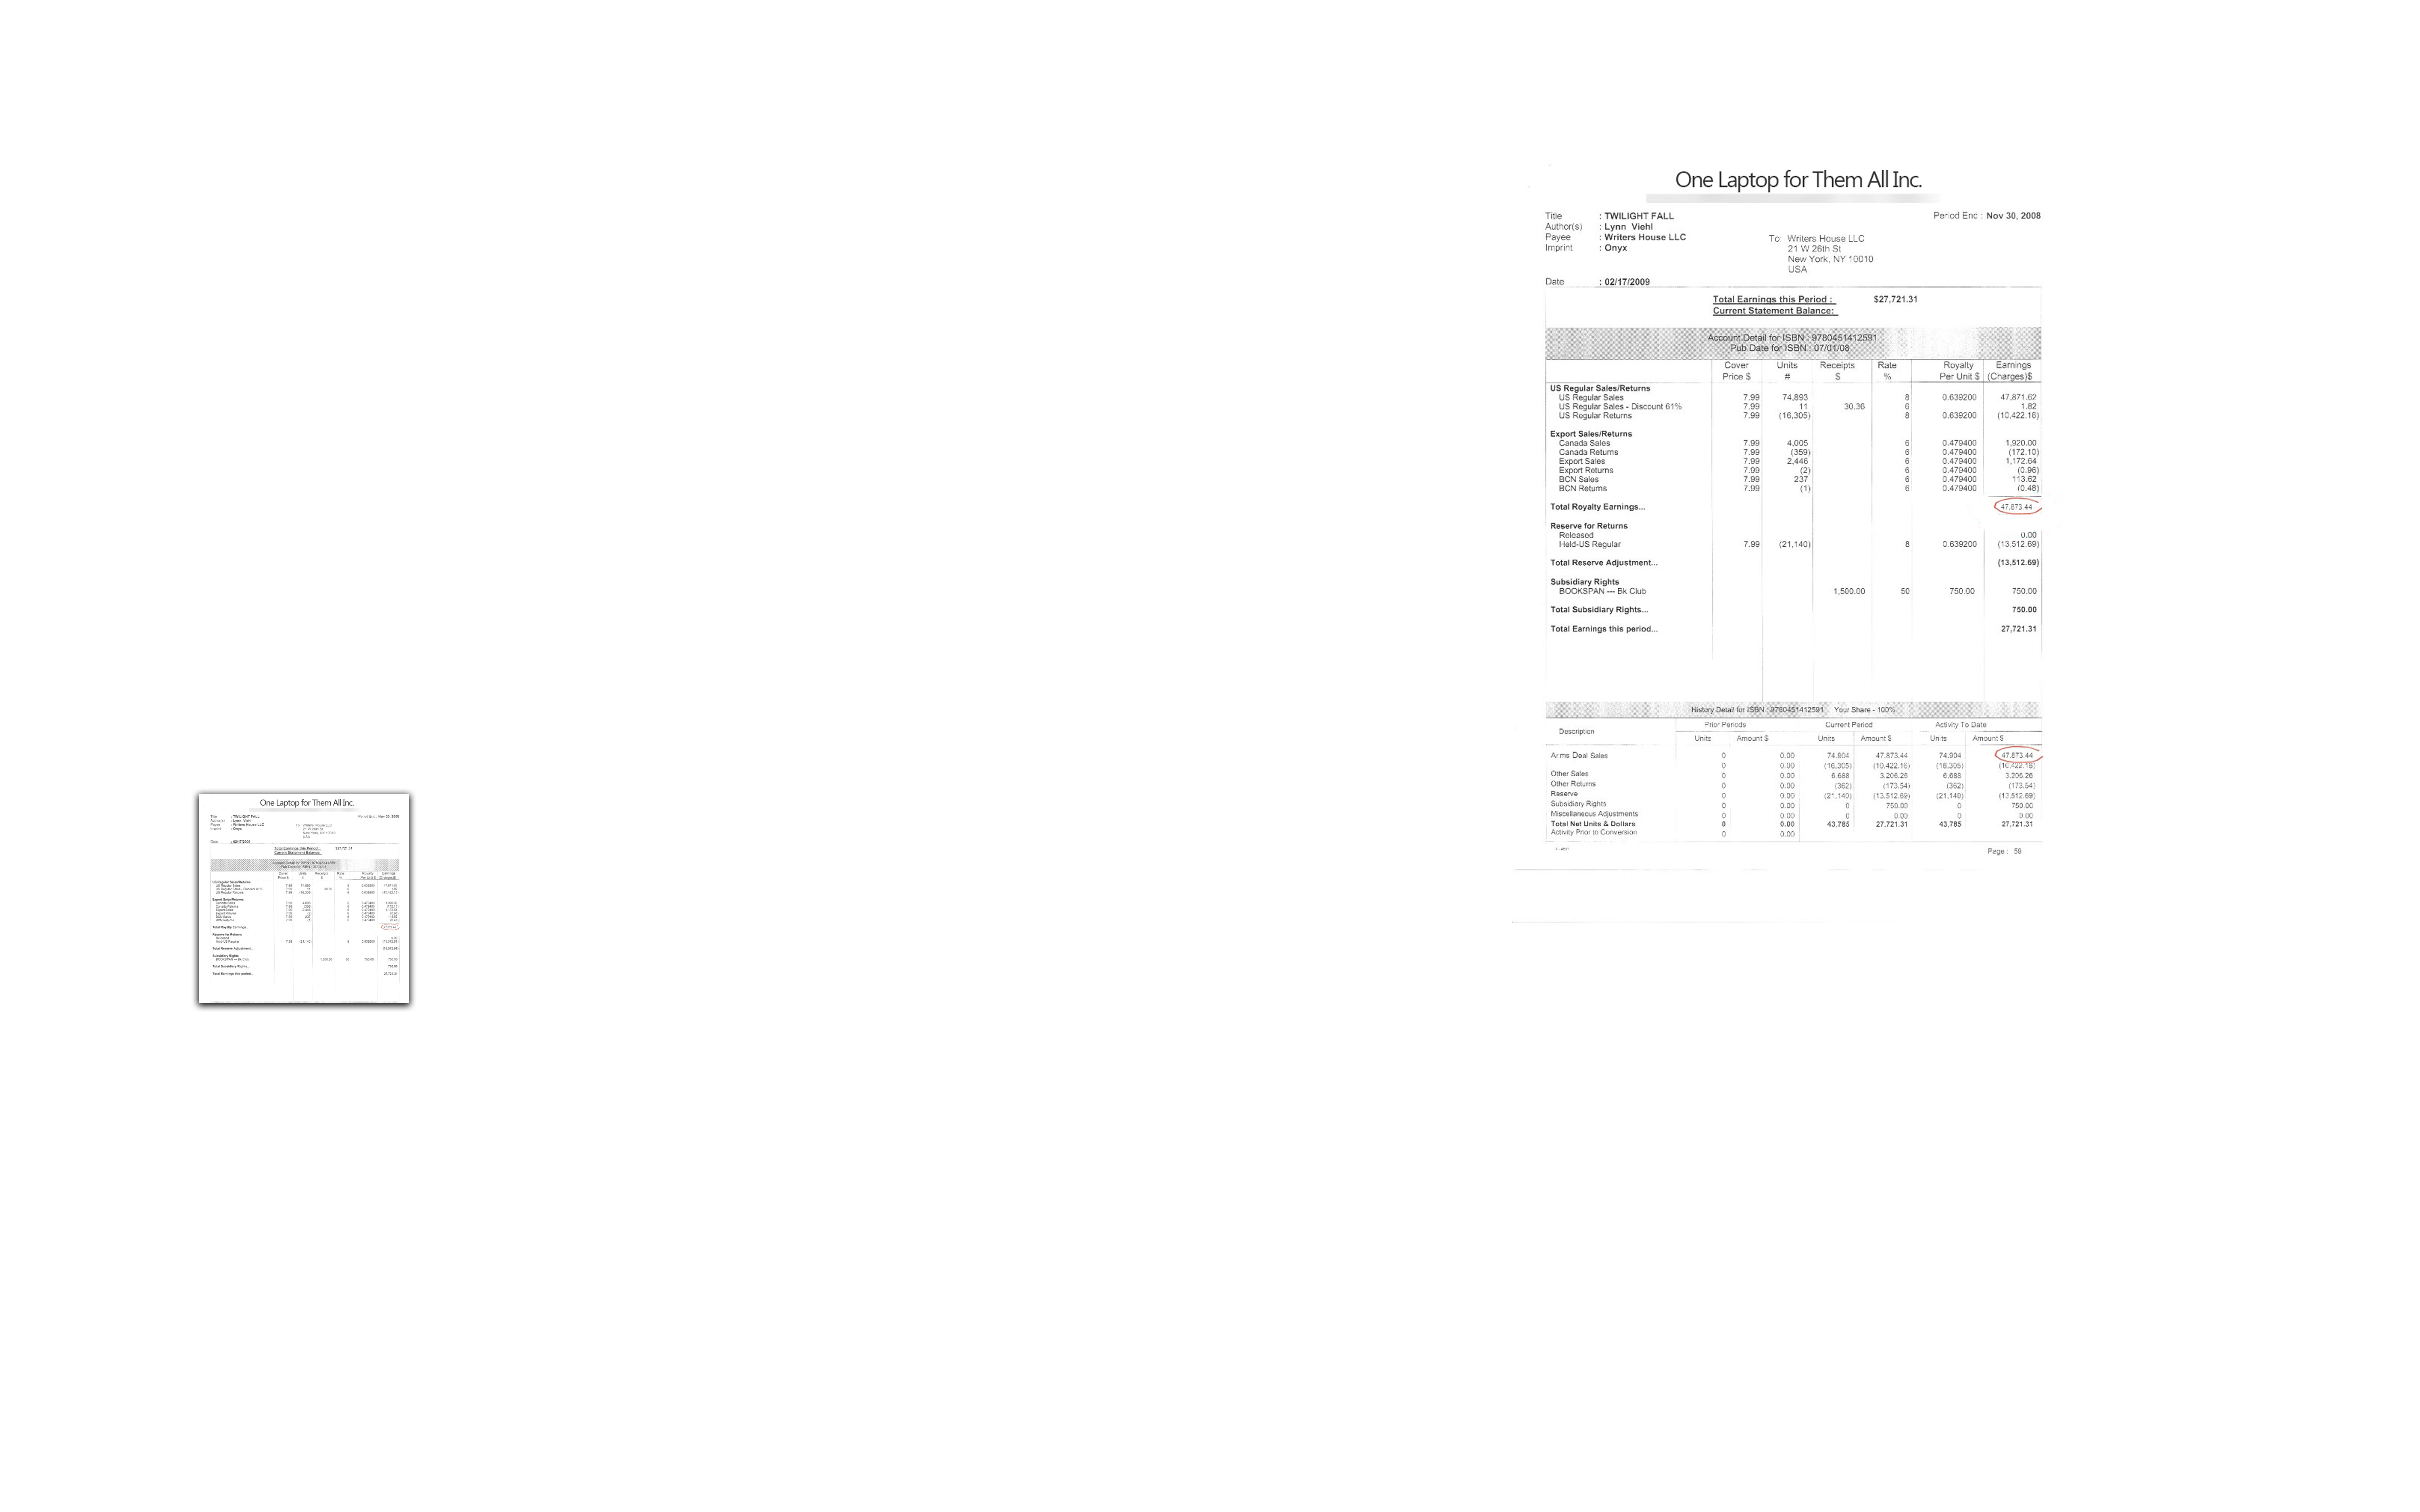 One Laptop for Them All Inc.
Title : TWILIGHT FALL Period End : Nov 30, 2008
Author(s) : Lynn Viehl
Payee : Writers House LLC To: Writers House LLC
Imprint : Onyx 21 W 26th St
New York, NY 10010
USA
Date : 02/17/2009
Total Earnings this Period : $27,721.31
Current Statement Balance:
Account Detail for ISBN : 9780451412591
Pub Date for ISBN : 07/01/08
Cover Units Receipts Rate Royalty Earnings
Price $ # $ % Per Unit $ (Charges)$
US Regular Sales/Returns
US Regular Sales 7.99 74,893 8 0.639200 47,871.62
US Regular Sales - Discount 61% 7.99 11 30.36 6 1.82
US Regular Returns 7.99 (16,305) 8 0.639200 (10,422.16)
Export Sales/Returns
Canada Sales 7.99 4,005 6 0.479400 1,920.00
Canada Returns 7.99 (359) 6 0.479400 (172.10)
Export Sales 7.99 2,446 6 0.479400 1,172.64
Export Returns 7.99 (2) 6 0.479400 (0.96)
BCN Sales 7.99 237 6 0.479400 113.62
BCN Returns 7.99 (1) 6 0.479400 (0.48)
Total Royalty Earnings... 47,873.44
Reserve for Returns
Released 0.00
Held-US Regular 7.99 (21,140) 8 0.639200 (13,512.69)
Total Reserve Adjustment... (13,512.69)
Subsidiary Rights
BOOKSPAN --- Bk Club 1,500.00 50 750.00 750.00
Total Subsidiary Rights... 750.00
Total Earnings this period... 27,721.31
History Detail for ISBN : 9780451412591 Your Share - 100%
Prior Periods Current Period Activity To Date
Description
Units Amount $ Units Amount $ Units Amount $
Arms Deal Sales 0 0.00 74,904 47,873.44 74,904 47,873.44
0 0.00 (16,305) (10,422.16) (16,305) (10,422.16)
Other Sales 0 0.00 6,688 3,206.26 6,688 3,206.26
Other Returns 0 0.00 (362) (173.54) (362) (173.54)
Reserve 0 0.00 (21,140) (13,512.69) (21,140) (13,512.69)
Subsidiary Rights 0 0.00 0 750.00 0 750.00
Miscellaneous Adjustments 0 0.00 0 0.00 0 0.00
Total Net Units & Dollars 0 0.00 43,785 27,721.31 43,785 27,721.31
Activity Prior to Conversion 0 0.00
Page : 59
One Laptop for Them All Inc.